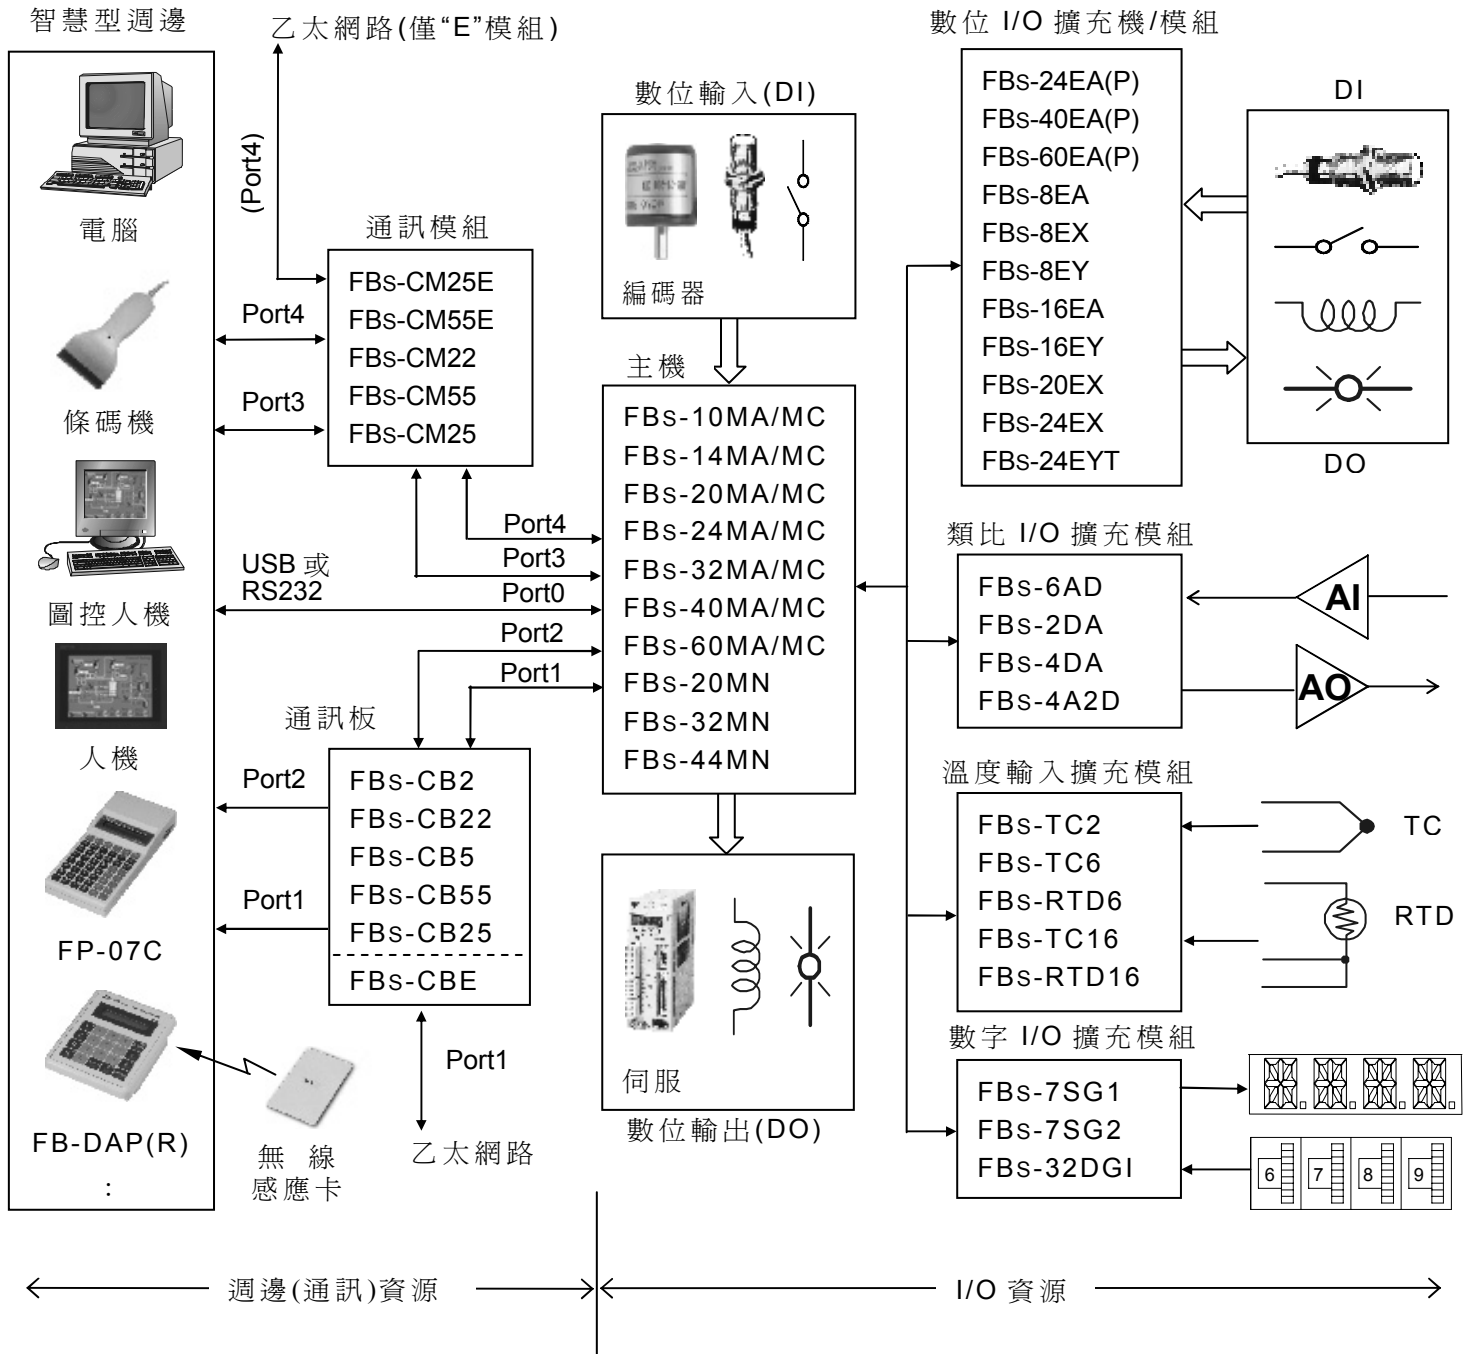 智慧型週邊
電腦
條碼機
圖控人機
人機
FP-07C
FB-DAP(R)
:
無 線
感應卡
乙太網路(僅“E”模組)
(Port4)
Port4
Port3
通訊模組
FBs-CM25E
FBs-CM55E
FBs-CM22
FBs-CM55
FBs-CM25
Port4
Port3
USB 或
RS232
Port0
Port2
Port1
通訊板
FBs-CB2
FBs-CB22
FBs-CB5
FBs-CB55
FBs-CB25
FBs-CBE
Port2
Port1
Port1
乙太網路
數位輸入(DI)
編碼器
主機
FBs-10MA/MC
FBs-14MA/MC
FBs-20MA/MC
FBs-24MA/MC
FBs-32MA/MC
FBs-40MA/MC
FBs-60MA/MC
FBs-20MN
FBs-32MN
FBs-44MN
伺服
數位輸出(DO)
數位 I/O 擴充機/模組
FBs-24EA(P)
FBs-40EA(P)
FBs-60EA(P)
FBs-8EA
FBs-8EX
FBs-8EY
FBs-16EA
FBs-16EY
FBs-20EX
FBs-24EX
FBs-24EYT
DI
DO
類比 I/O 擴充模組
FBs-6AD
FBs-2DA
FBs-4DA
FBs-4A2D
AI
AO
溫度輸入擴充模組
FBs-TC2
FBs-TC6
FBs-RTD6
FBs-TC16
FBs-RTD16
TC
RTD
數字 I/O 擴充模組
FBs-7SG1
FBs-7SG2
FBs-32DGI
6 7 8 9
週邊(通訊)資源
I/O 資源